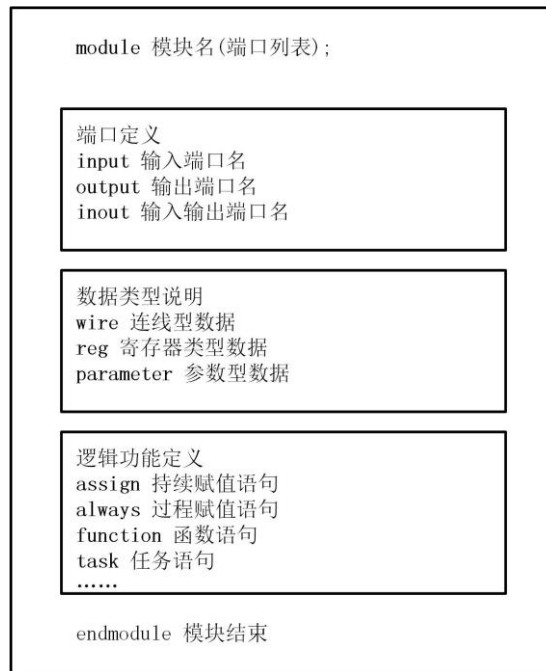 module 模块名(端口列表);
端口定义
input 输入端口名
output 输出端口名
inout 输入输出端口名
数据类型说明
wire 连线型数据
reg 寄存器类型数据
parameter 参数型数据
逻辑功能定义
assign 持续赋值语句
always 过程赋值语句
function 函数语句
task 任务语句
……
endmodule 模块结束